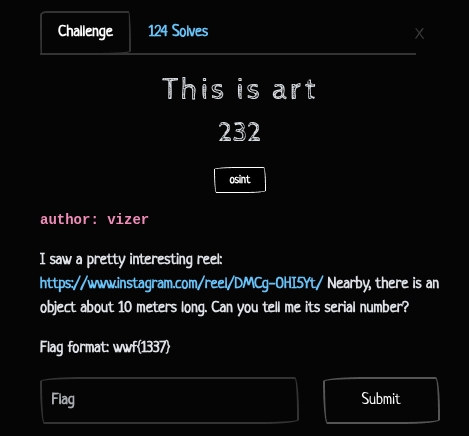 Challenge
124 Solves
x
This is art
232
osint
author: vizer
I saw a pretty interesting reel:
https://www.instagram.com/reel/DMCg-OHI5Yt/ Nearby, there is an
object about 10 meters long. Can you tell me its serial number?
Flag format: wwf{1337}
Flag
Submit